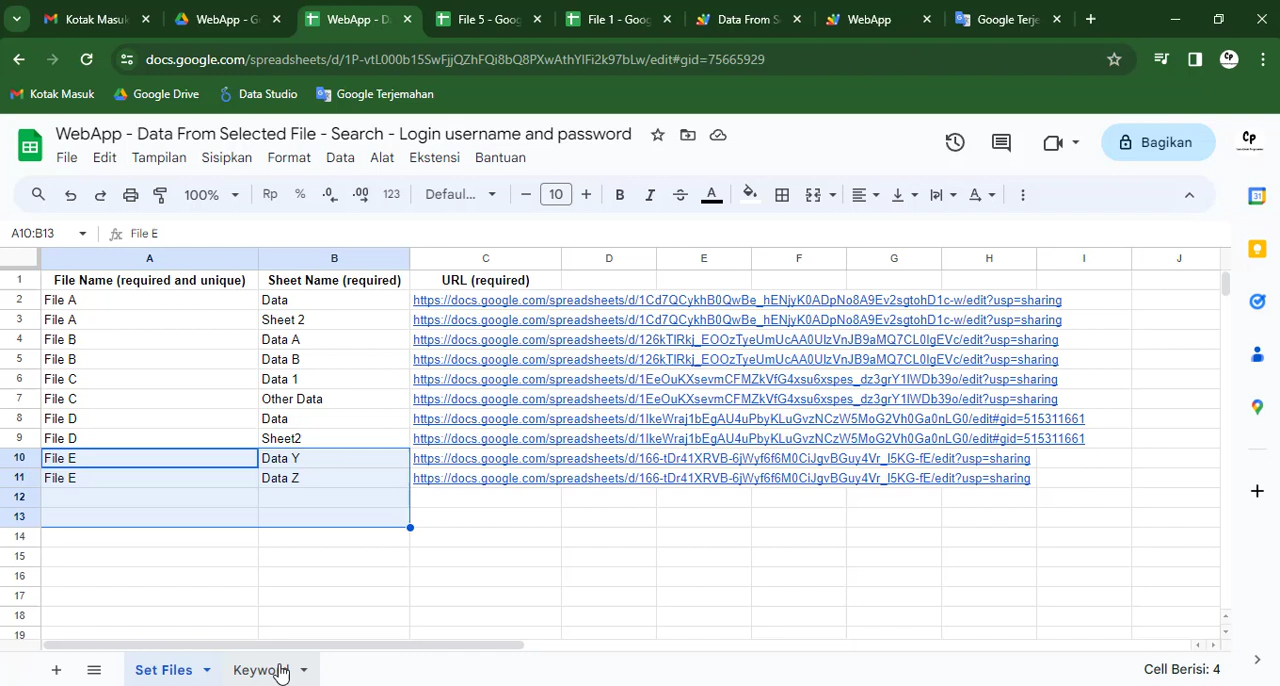 Kotak Masuk
WebApp - G
WebApp - D
File 5 - Goog
File 1 - Goog
Data From S
WebApp
Google Terje
docs.google.com/spreadsheets/d/1P-vtL000b15SwFjjQZhFQi8bQ8PXwAthYlFi2k97bLw/edit#gid=75665929
Kotak Masuk
Google Drive
Data Studio
Google Terjemahan
WebApp - Data From Selected File - Search - Login username and password
File Edit Tampilan Sisipkan Format Data Alat Ekstensi Bantuan
Bagikan
100% Rp % .0 .00 123 Defaul... − 10 + B I S A
A10:B13 fx File E
A B C D E F G H I J
1 File Name (required and unique) Sheet Name (required) URL (required)
2 File A Data https://docs.google.com/spreadsheets/d/1Cd7QCykhB0QwBe_hENjyK0ADpNo8A9Ev2sgtohD1c-w/edit?usp=sharing
3 File A Sheet 2 https://docs.google.com/spreadsheets/d/1Cd7QCykhB0QwBe_hENjyK0ADpNo8A9Ev2sgtohD1c-w/edit?usp=sharing
4 File B Data A https://docs.google.com/spreadsheets/d/126kTlRkj_EOOzTyeUmUcAA0UlzVnJB9aMQ7CL0lgEVc/edit?usp=sharing
5 File B Data B https://docs.google.com/spreadsheets/d/126kTlRkj_EOOzTyeUmUcAA0UlzVnJB9aMQ7CL0lgEVc/edit?usp=sharing
6 File C Data 1 https://docs.google.com/spreadsheets/d/1EeOuKXsevmCFMZkVfG4xsu6xspes_dz3grY1IWDb39o/edit?usp=sharing
7 File C Other Data https://docs.google.com/spreadsheets/d/1EeOuKXsevmCFMZkVfG4xsu6xspes_dz3grY1IWDb39o/edit?usp=sharing
8 File D Data https://docs.google.com/spreadsheets/d/1IkeWraj1bEgAU4uPbyKLuGvzNCzW5MoG2Vh0Ga0nLG0/edit#gid=515311661
9 File D Sheet2 https://docs.google.com/spreadsheets/d/1IkeWraj1bEgAU4uPbyKLuGvzNCzW5MoG2Vh0Ga0nLG0/edit#gid=515311661
10 File E Data Y https://docs.google.com/spreadsheets/d/166-tDr41XRVB-6jWyf6f6M0CiJgvBGuy4Vr_I5KG-fE/edit?usp=sharing
11 File E Data Z https://docs.google.com/spreadsheets/d/166-tDr41XRVB-6jWyf6f6M0CiJgvBGuy4Vr_I5KG-fE/edit?usp=sharing
12
13
14
15
16
17
18
19
Set Files Cell Berisi: 4